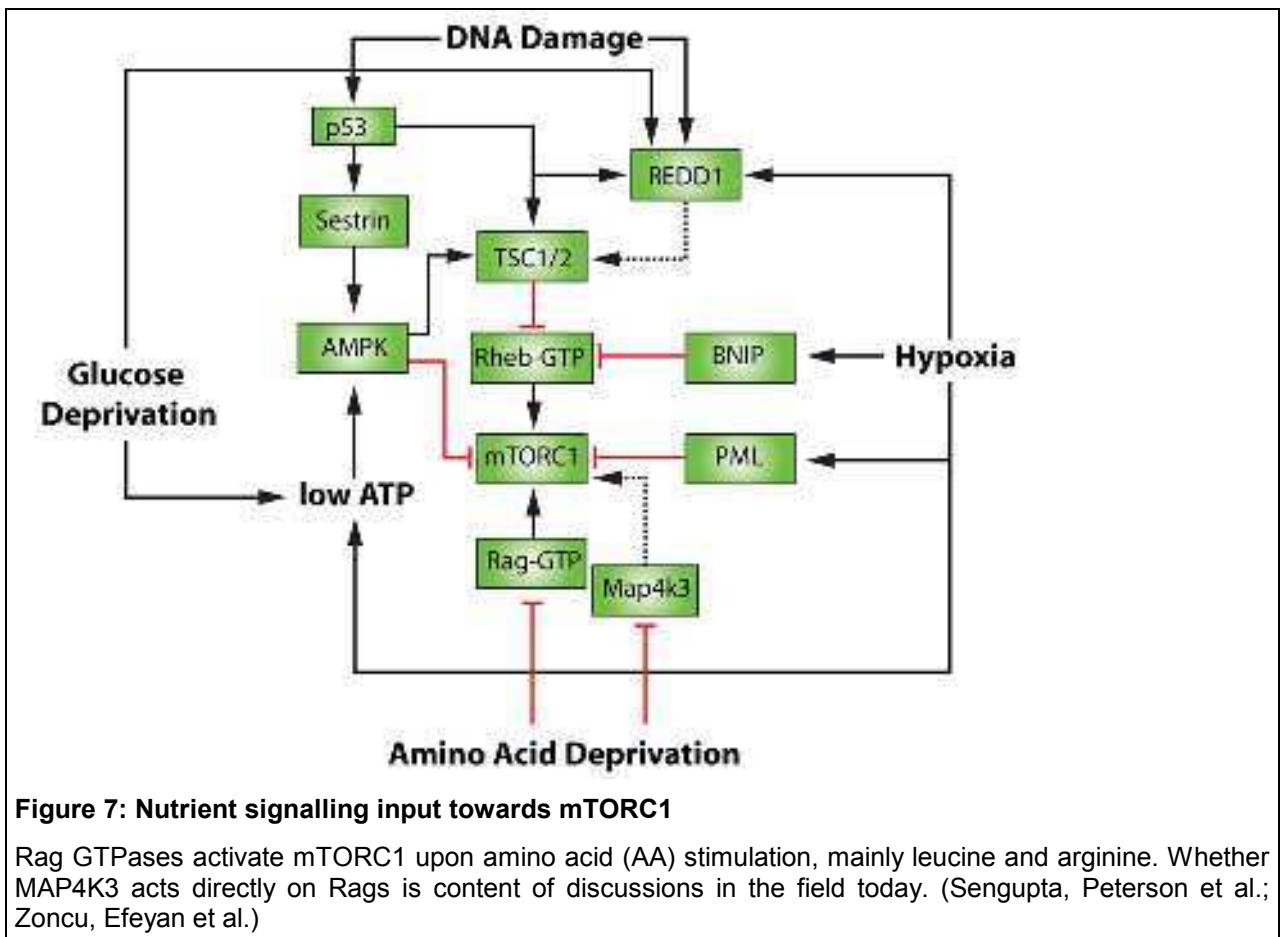 DNA Damage
p53
REDD1
Sestrin
TSC1/2
AMPK
Rheb-GTP
BNIP
Hypoxia
Glucose
Deprivation
mTORC1
PML
low ATP
Rag-GTP
Map4k3
Amino Acid Deprivation
Figure 7: Nutrient signalling input towards mTORC1
Rag GTPases activate mTORC1 upon amino acid (AA) stimulation, mainly leucine and arginine. Whether
MAP4K3 acts directly on Rags is content of discussions in the field today. (Sengupta, Peterson et al.;
Zoncu, Efeyan et al.)